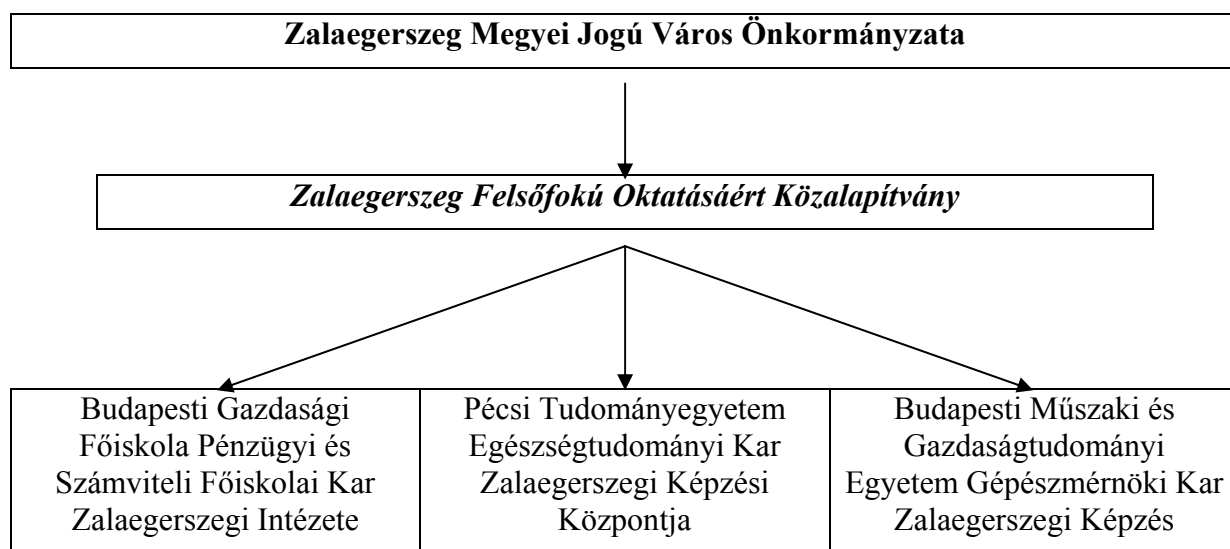 Zalaegerszeg Megyei Jogú Város Önkormányzata
Zalaegerszeg Felsőfokú Oktatásáért Közalapítvány
Budapesti Gazdasági
Főiskola Pénzügyi és
Számviteli Főiskolai Kar
Zalaegerszegi Intézete
Pécsi Tudományegyetem
Egészségtudományi Kar
Zalaegerszegi Képzési
Központja
Budapesti Műszaki és
Gazdaságtudományi
Egyetem Gépészmérnöki Kar
Zalaegerszegi Képzés